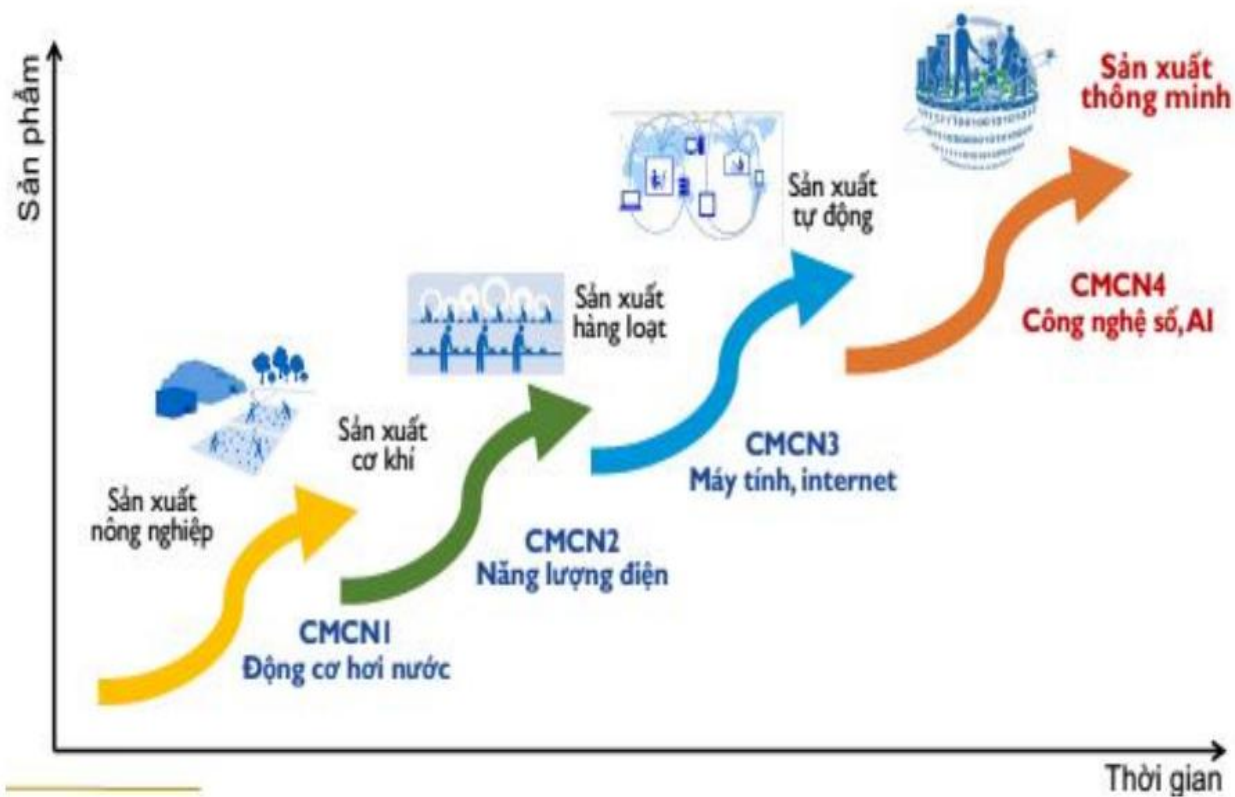 Sản phẩm
Sản xuất
thông minh
Sản xuất
tự động
CMCN4
Công nghệ số, AI
Sản xuất
hàng loạt
CMCN3
Máy tính, internet
Sản xuất
cơ khí
Sản xuất
nông nghiệp
CMCN2
Năng lượng điện
CMCN1
Động cơ hơi nước
Thời gian